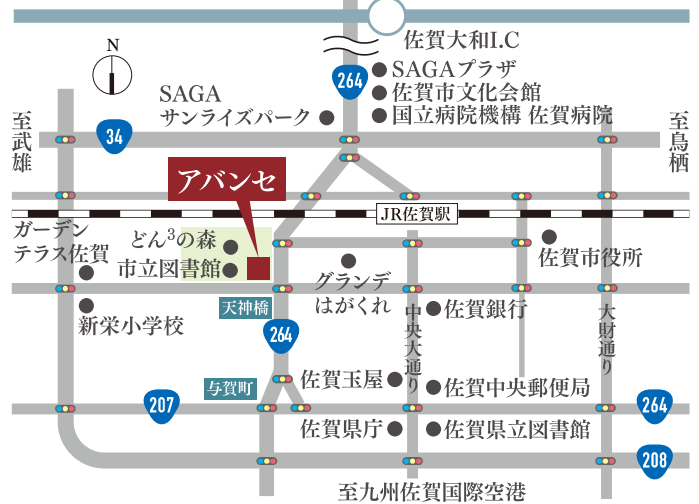 佐賀大和I.C
N
264
SAGAプラザ
佐賀市文化会館
国立病院機構 佐賀病院
SAGA
サンライズパーク
至武雄
34
至鳥栖
アバンセ
JR佐賀駅
ガーデン
テラス佐賀
どん3の森
市立図書館
佐賀市役所
グランデ
はがくれ
天神橋
新栄小学校
264
中央大通り
佐賀銀行
大財通り
与賀町
佐賀玉屋
佐賀中央郵便局
207
264
佐賀県庁
佐賀県立図書館
208
至九州佐賀国際空港